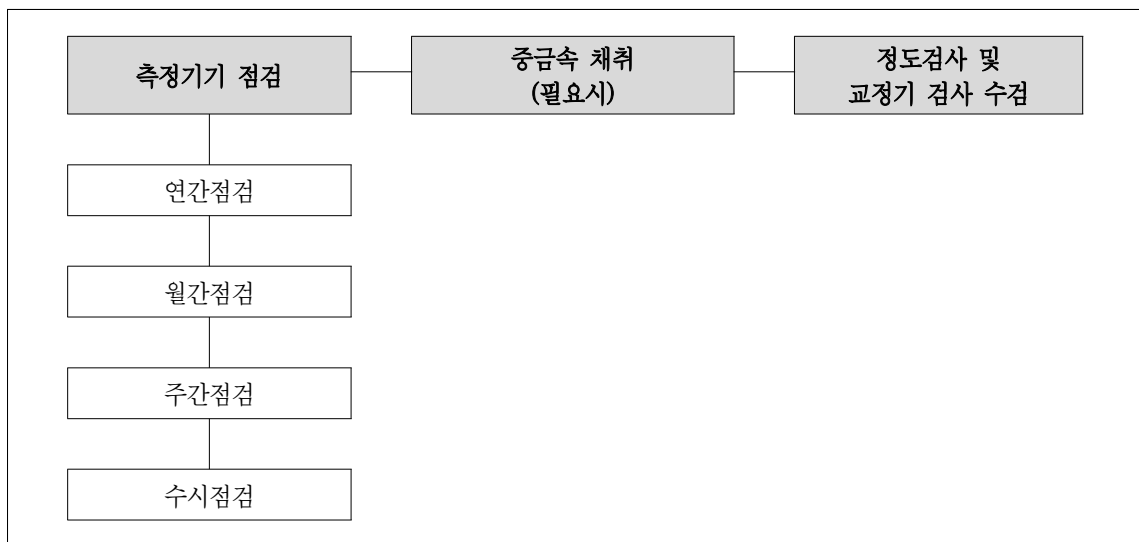 측정기기 점검
중금속 채취
(필요시)
정도검사 및
교정기 검사 수검
연간점검
월간점검
주간점검
수시점검